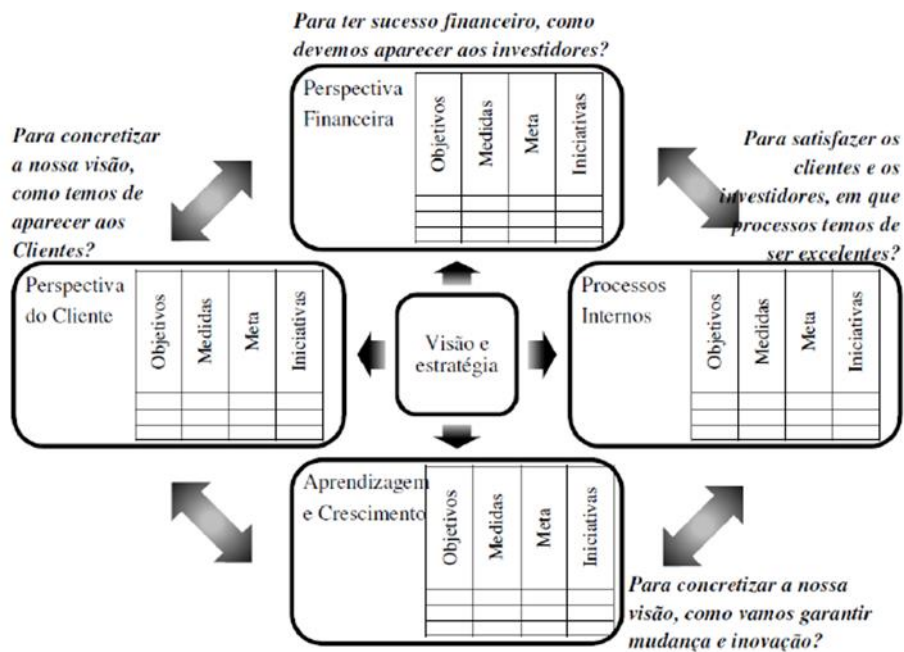 Para ter sucesso financeiro, como
devemos aparecer aos investidores?
Perspectiva
Financeira
Objetivos
Medidas
Meta
Iniciativas
Para concretizar
a nossa visão,
como temos de
aparecer aos
Clientes?
Para satisfazer os
clientes e os
investidores, em que
processos temos de
ser excelentes?
Perspectiva
do Cliente
Objetivos
Medidas
Meta
Iniciativas
Visão e
estratégia
Processos
Internos
Objetivos
Medidas
Meta
Iniciativas
Aprendizagem
e Crescimento
Objetivos
Medidas
Meta
Iniciativas
Para concretizar a nossa
visão, como vamos garantir
mudança e inovação?